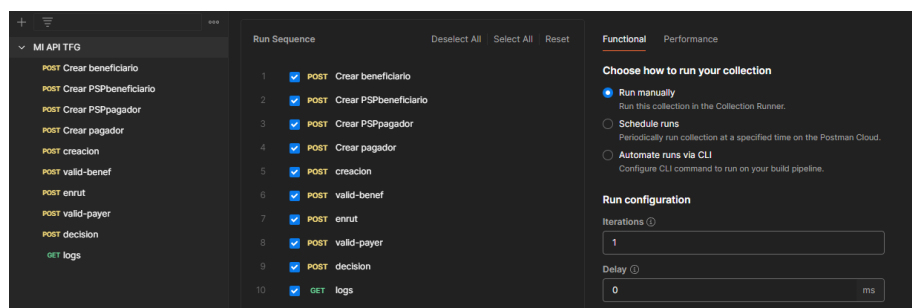 MI API TFG
POST Crear beneficiario
POST Crear PSPbeneficiario
POST Crear PSPpagador
POST Crear pagador
POST creacion
POST valid-benef
POST enrut
POST valid-payer
POST decision
GET logs
Run Sequence
Deselect All Select All Reset
1 POST Crear beneficiario
2 POST Crear PSPbeneficiario
3 POST Crear PSPpagador
4 POST Crear pagador
5 POST creacion
6 POST valid-benef
7 POST enrut
8 POST valid-payer
9 POST decision
10 GET logs
Functional Performance
Choose how to run your collection
Run manually
Run this collection in the Collection Runner.
Schedule runs
Periodically run collection at a specified time on the Postman Cloud.
Automate runs via CLI
Configure CLI command to run on your build pipeline.
Run configuration
Iterations
1
Delay
0 ms